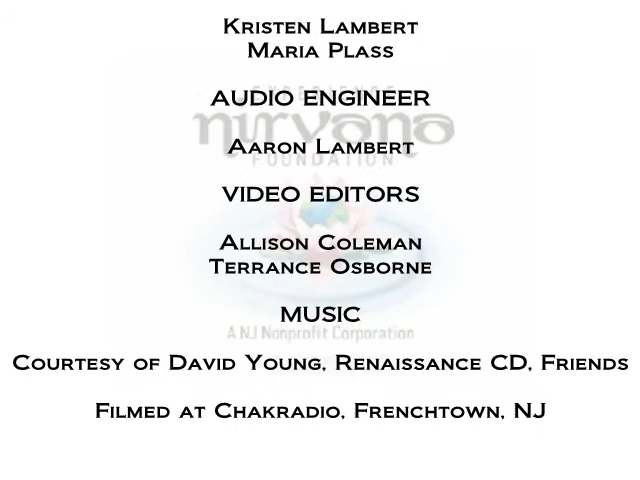 Kristen Lambert
Maria Plass
AUDIO ENGINEER
EXPERIENCE
nirvana
Aaron Lambert
FOUNDATION
VIDEO EDITORS
Allison Coleman
Terrance Osborne
MUSIC
A NJ Nonprofit Corporation
Courtesy of David Young, Renaissance CD, Friends
Filmed at Chakradio, Frenchtown, NJ